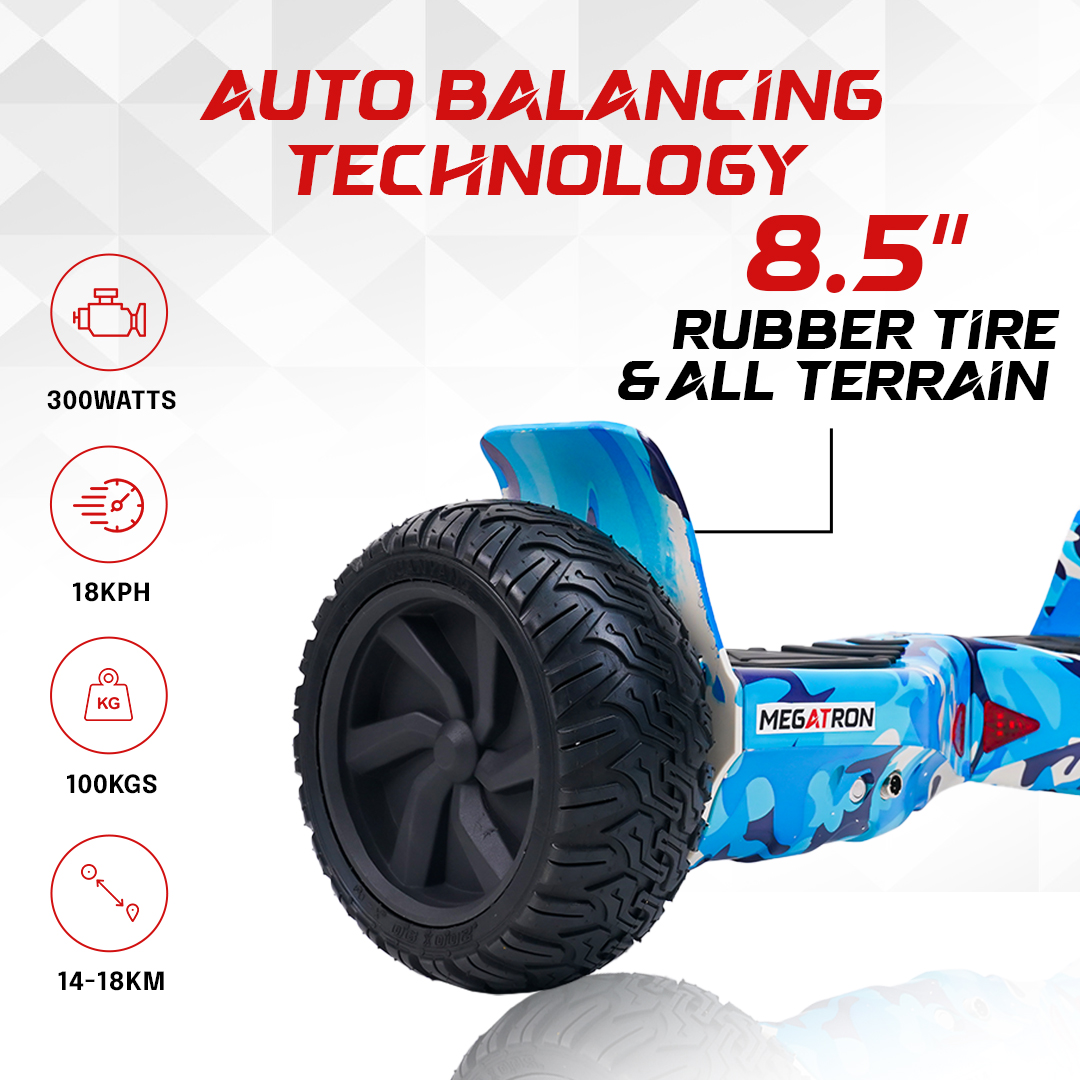 AUTO BALANCING
TECHNOLOGY
8.5"
RUBBER TIRE
& ALL TERRAIN
300WATTS
18KPH
KG
100KGS
14-18KM
MEGATRON